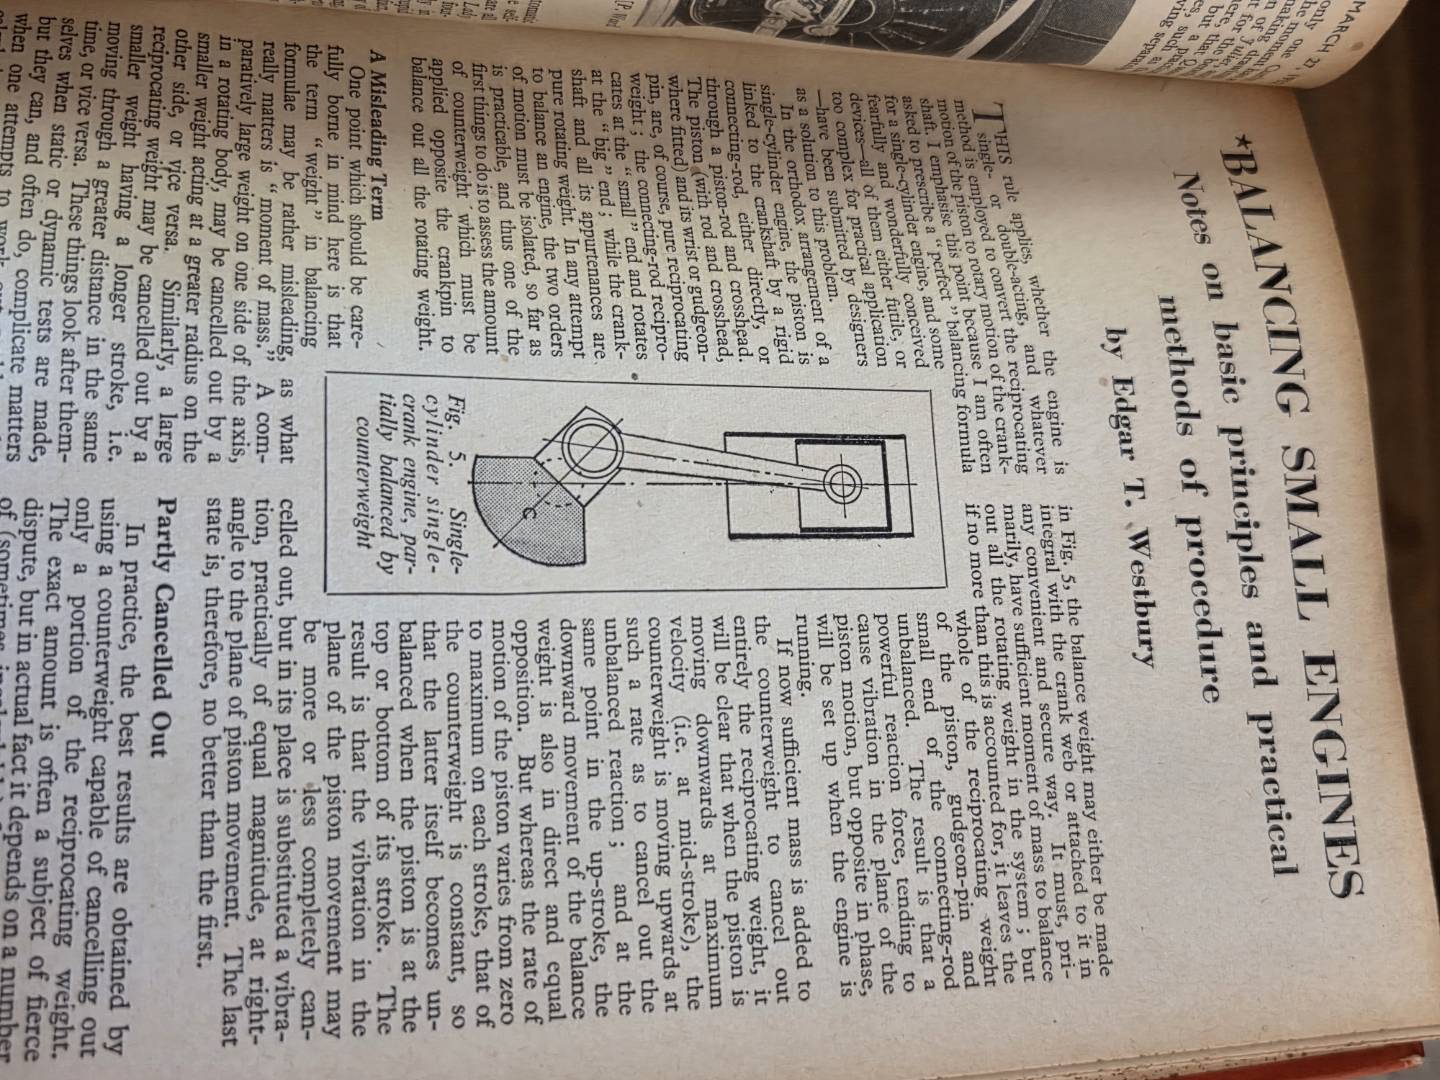 MARCH 27
★BALANCING SMALL ENGINES
Notes on basic principles and practical
methods of procedure
by Edgar T. Westbury
THIS rule applies, whether the engine is
single- or double-acting, and whatever
method is employed to convert the reciprocating
motion of the piston to rotary motion of the crank-
shaft. I emphasise this point because I am often
asked to prescribe a “ perfect ” balancing formula
for a single-cylinder engine, and some
fearfully and wonderfully conceived
devices—all of them either futile, or
too complex for practical application
—have been submitted by designers
as a solution to this problem.
In the orthodox arrangement of a
single-cylinder engine, the piston is
linked to the crankshaft by a rigid
connecting-rod, either directly, or
through a piston-rod and crosshead.
The piston (with rod and crosshead,
where fitted) and its wrist or gudgeon-
pin, are, of course, pure reciprocating
weight ; the connecting-rod recipro-
cates at the “ small ” end and rotates
at the “ big ” end ; while the crank-
shaft and all its appurtenances are
pure rotating weight. In any attempt
to balance an engine, the two orders
of motion must be isolated, so far as
is practicable, and thus one of the
first things to do is to assess the amount
of counterweight which must be
applied opposite the crankpin to
balance out all the rotating weight.
A Misleading Term
One point which should be care-
fully borne in mind here is that
the term “ weight ” in balancing
formulae may be rather misleading, as what
really matters is “ moment of mass.” A com-
paratively large weight on one side of the axis,
in a rotating body, may be cancelled out by a
smaller weight acting at a greater radius on the
other side, or vice versa. Similarly, a large
reciprocating weight may be cancelled out by a
smaller weight having a longer stroke, i.e.
moving through a greater distance in the same
time, or vice versa. These things look after them-
selves when static or dynamic tests are made,
but they can, and often do, complicate matters
when one attempts to work out
C
Fig. 5. Single-
cylinder single-
crank engine, par-
tially balanced by
counterweight
in Fig. 5, the balance weight may either be made
integral with the crank web or attached to it in
any convenient and secure way. It must, pri-
marily, have sufficient moment of mass to balance
out all the rotating weight in the system ; but
if no more than this is accounted for, it leaves the
whole of the reciprocating weight
of the piston, gudgeon-pin and
small end of the connecting-rod
unbalanced. The result is that a
powerful reaction force, tending to
cause vibration in the plane of the
piston motion, but opposite in phase,
will be set up when the engine is
running.
If now sufficient mass is added to
the counterweight to cancel out
entirely the reciprocating weight, it
will be clear that when the piston is
moving downwards at maximum
velocity (i.e. at mid-stroke), the
counterweight is moving upwards at
such a rate as to cancel out the
unbalanced reaction ; and at the
same point in the up-stroke, the
downward movement of the balance
weight is also in direct and equal
opposition. But whereas the rate of
motion of the piston varies from zero
to maximum on each stroke, that of
the counterweight is constant, so
that the latter itself becomes un-
balanced when the piston is at the
top or bottom of its stroke. The
result is that the vibration in the
plane of the piston movement may
be more or less completely can-
celled out, but in its place is substituted a vibra-
tion, practically of equal magnitude, at right-
angle to the plane of piston movement. The last
state is, therefore, no better than the first.
Partly Cancelled Out
In practice, the best results are obtained by
using a counterweight capable of cancelling out
only a portion of the reciprocating weight.
The exact amount is often a subject of fierce
dispute, but in actual fact it depends on a number
of (sometimes